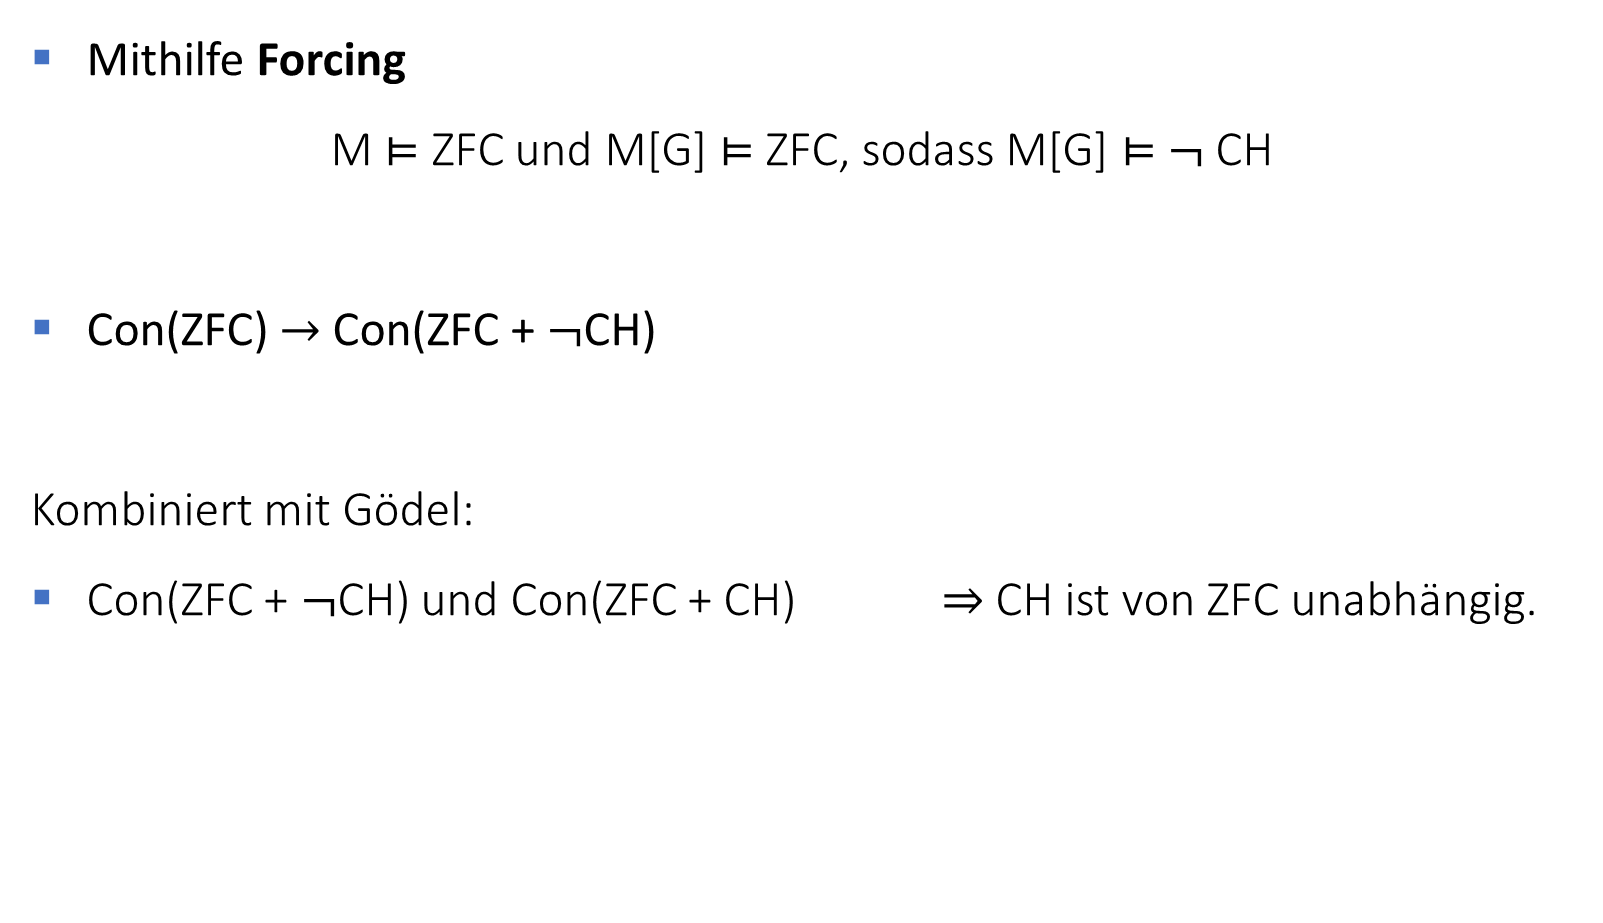 ▪ Mithilfe Forcing
M ⊨ ZFC und M[G] ⊨ ZFC, sodass M[G] ⊨ ¬ CH
▪ Con(ZFC) → Con(ZFC + ¬CH)
Kombiniert mit Gödel:
▪ Con(ZFC + ¬CH) und Con(ZFC + CH) ⇒ CH ist von ZFC unabhängig.